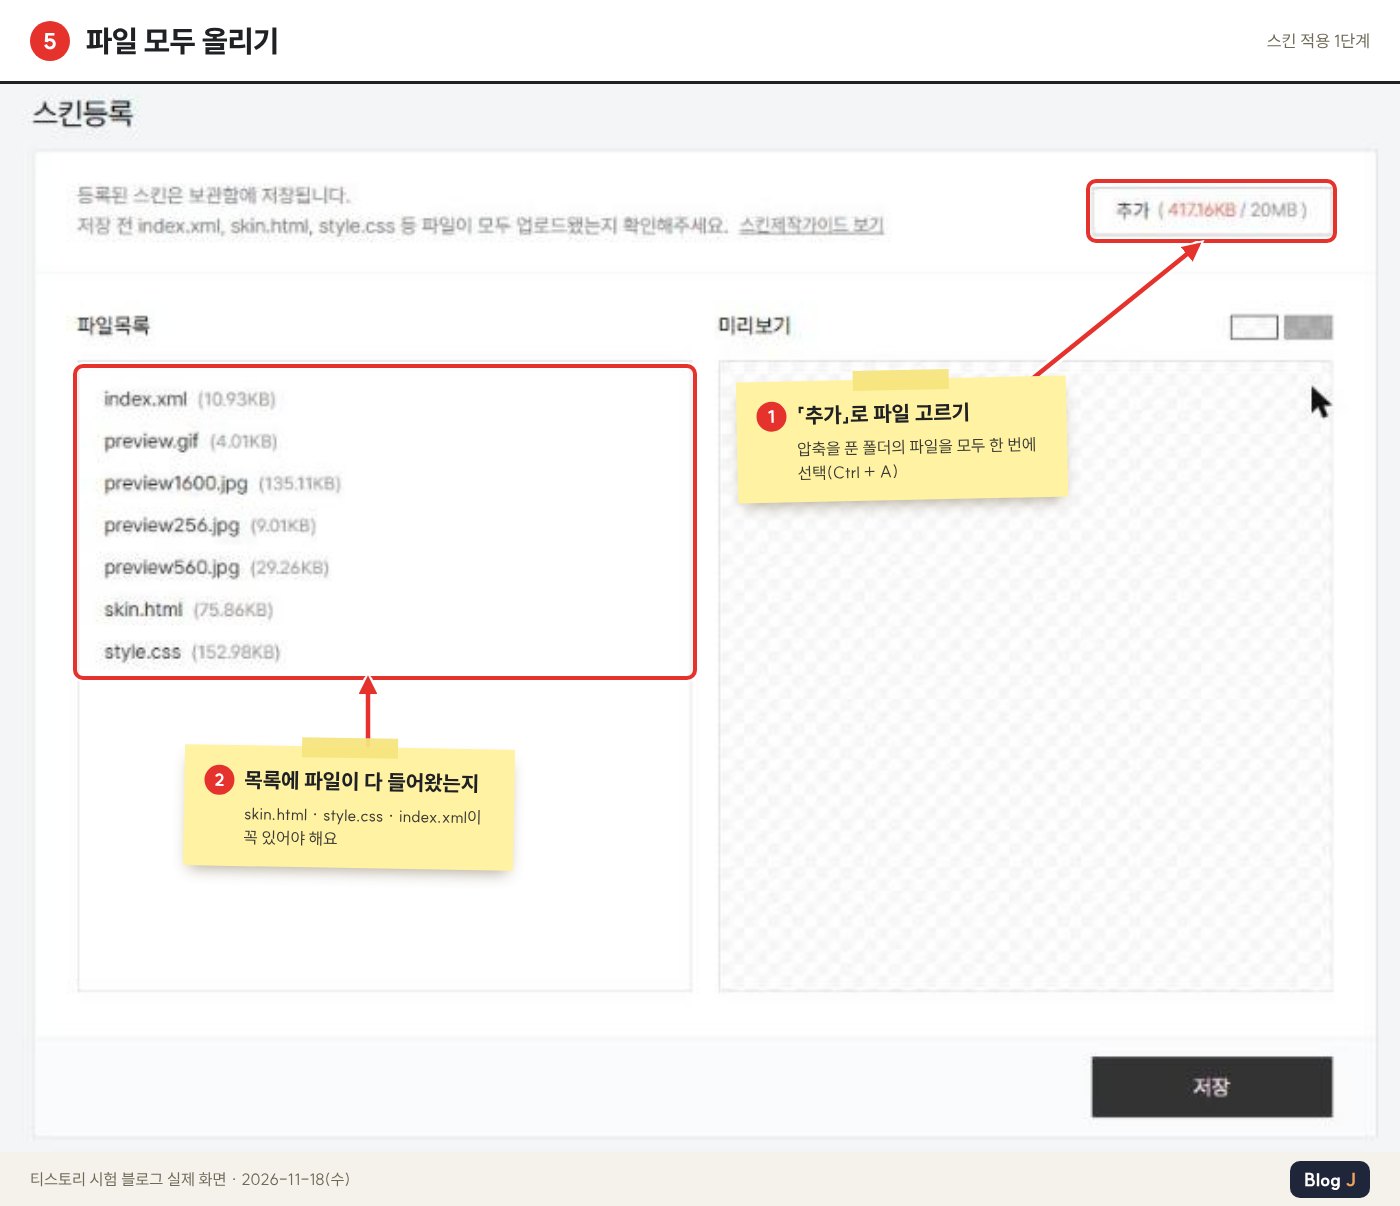 5 파일 모두 올리기
스킨 적용 1단계
스킨등록
등록된 스킨은 보관함에 저장됩니다.
저장 전 index.xml, skin.html, style.css 등 파일이 모두 업로드됐는지 확인해주세요. 스킨제작가이드 보기
추가 ( 417.16KB / 20MB )
파일목록
index.xml (10.93KB)
preview.gif (4.01KB)
preview1600.jpg (135.11KB)
preview256.jpg (9.01KB)
preview560.jpg (29.26KB)
skin.html (75.86KB)
style.css (152.98KB)
2 목록에 파일이 다 들어왔는지
skin.html · style.css · index.xml이
꼭 있어야 해요
미리보기
1 「추가」로 파일 고르기
압축을 푼 폴더의 파일을 모두 한 번에
선택(Ctrl + A)
저장
티스토리 시험 블로그 실제 화면 · 2026-11-18(수)
Blog J